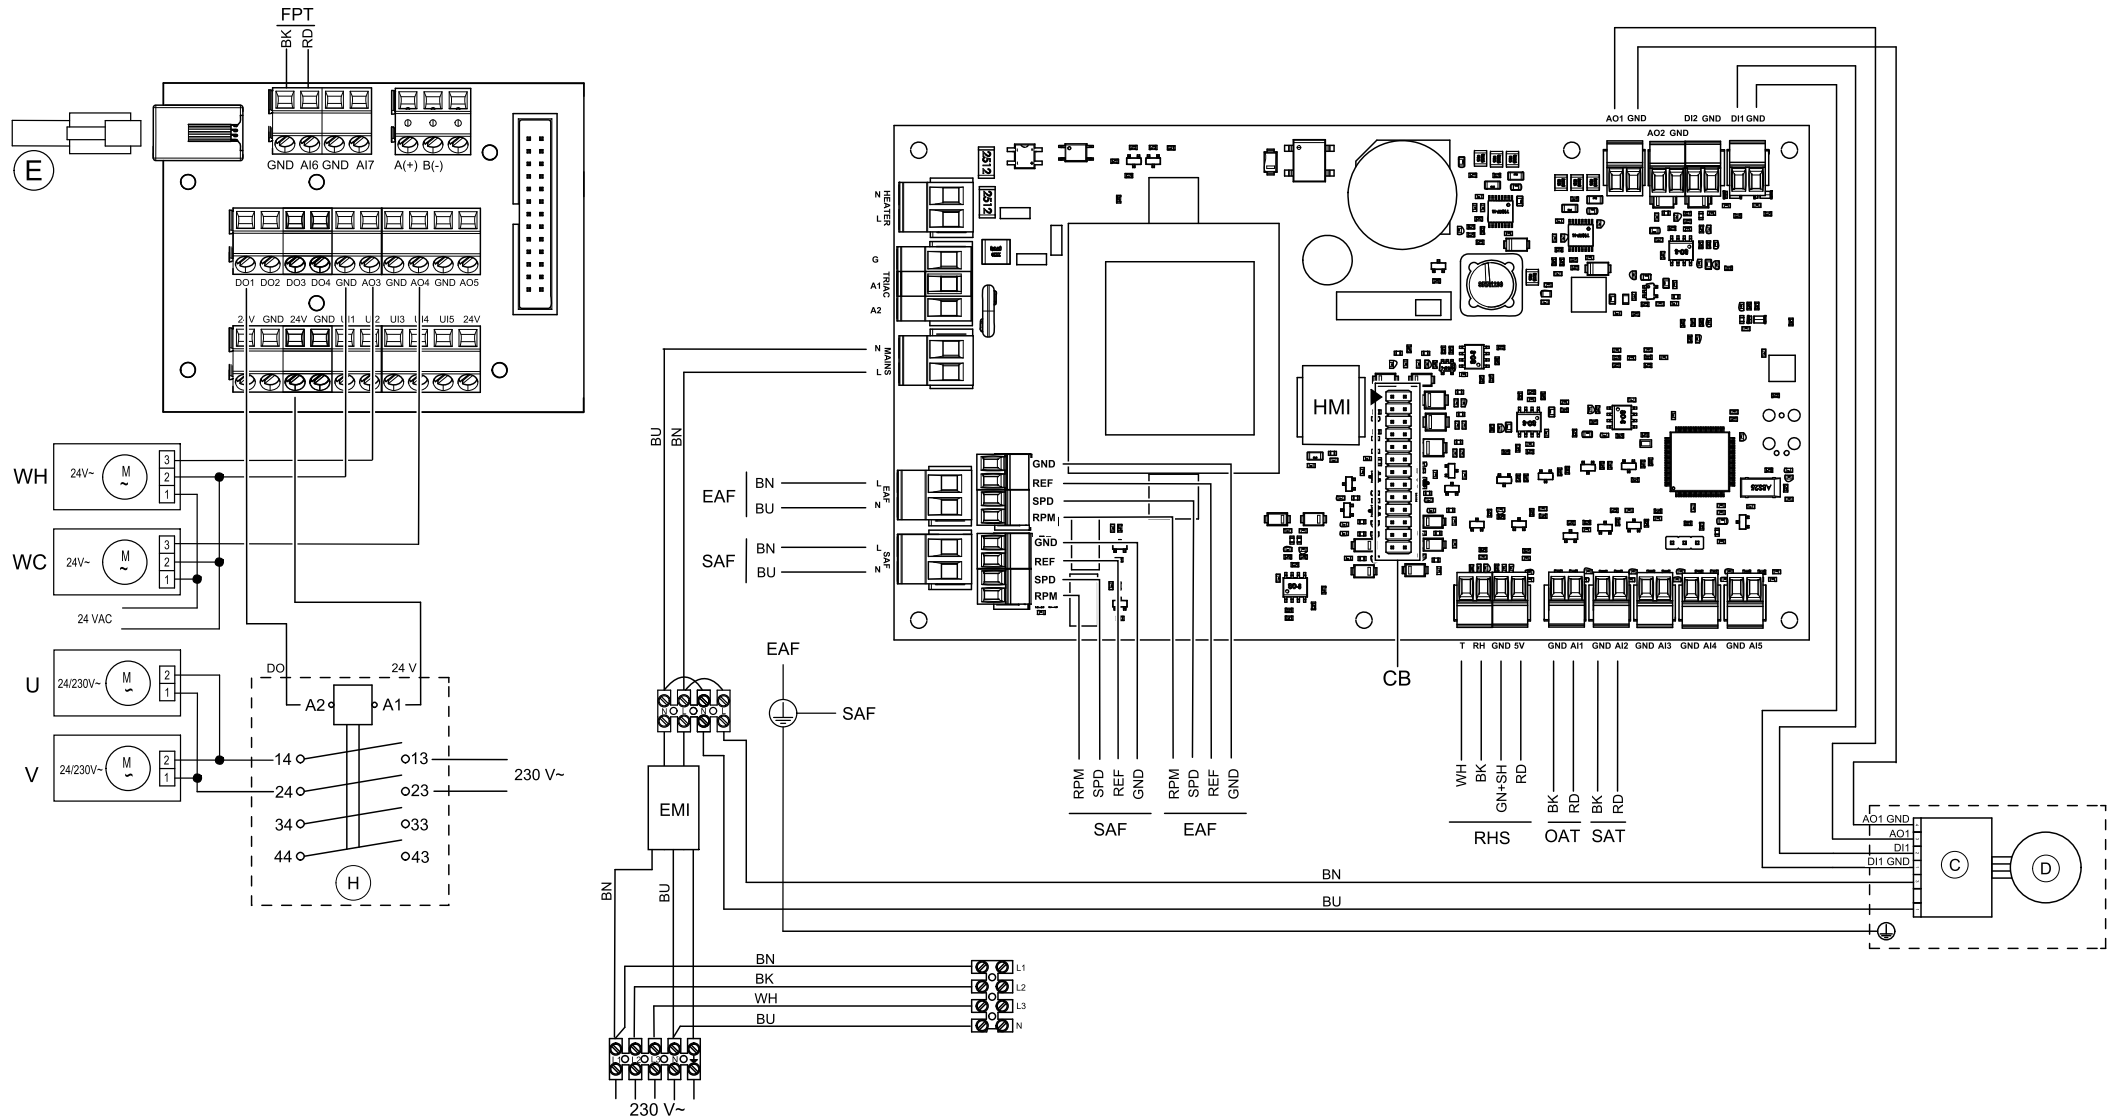 FPT
BK
RD
E
GND AI6 GND AI7
A(+) B(-)
DO1 DO2 DO3 DO4 GND AO3 GND AO4 GND AO5
24V GND 24V GND UI1 UI2 UI3 UI4 UI5 24V
WH
24V~
M
~
3
2
1
WC
24V~
M
~
3
2
1
24 VAC
U
24/230V~
M
~
2
1
V
24/230V~
M
~
2
1
DO
24 V
A2
A1
14
13
24
23
34
33
44
43
230 V~
H
AO1 GND
AO2 GND
DI2 GND
DI1 GND
N
L
HEATER
G
A1
A2
TRIAC
N
L
MAINS
2512
2512
HMI
BU
BN
EAF
BN
BU
L
N
EAF
SAF
BN
BU
L
N
SAF
GND
REF
SPD
RPM
GND
REF
SPD
RPM
EAF
SAF
RPM
SPD
REF
GND
SAF
RPM
SPD
REF
GND
EAF
CB
T RH GND 5V
GND AI1
GND AI2
GND AI3
GND AI4
GND AI5
WH
BK
GN+SH
RD
RHS
BK
RD
OAT
BK
RD
SAT
N L N L
EMI
BN
BU
BN
BU
AO1 GND
AO1
DI1
DI1 GND
C
D
BN
BK
WH
BU
L1
L2
L3
N
L1 L2 L3 N
230 V~